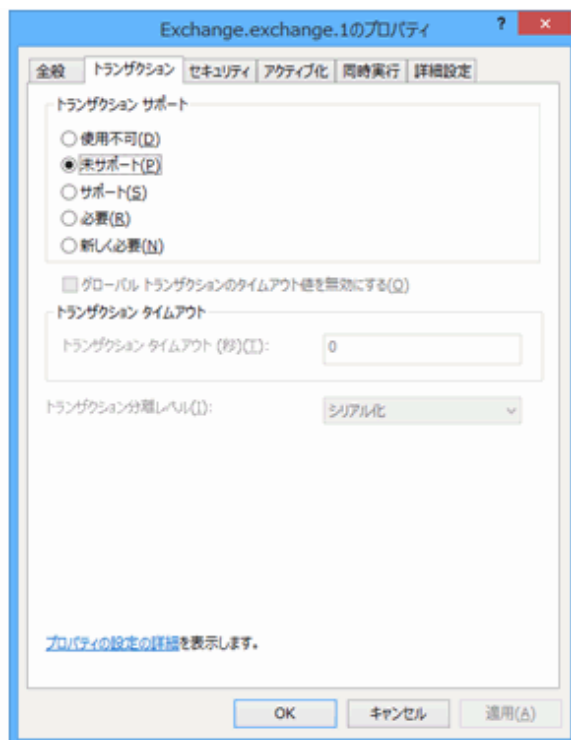 Exchange.exchange.1のプロパティ
?
×
全般 トランザクション セキュリティ アクティブ化 同時実行 詳細設定
トランザクション サポート
使用不可(D)
未サポート(P)
サポート(S)
必要(R)
新しく必要(N)
グローバル トランザクションのタイムアウト値を無効にする(O)
トランザクション タイムアウト
トランザクション タイムアウト (秒)(T): 0
トランザクション分離レベル(I): シリアル化
プロパティの設定の詳細を表示します。
OK キャンセル 適用(A)